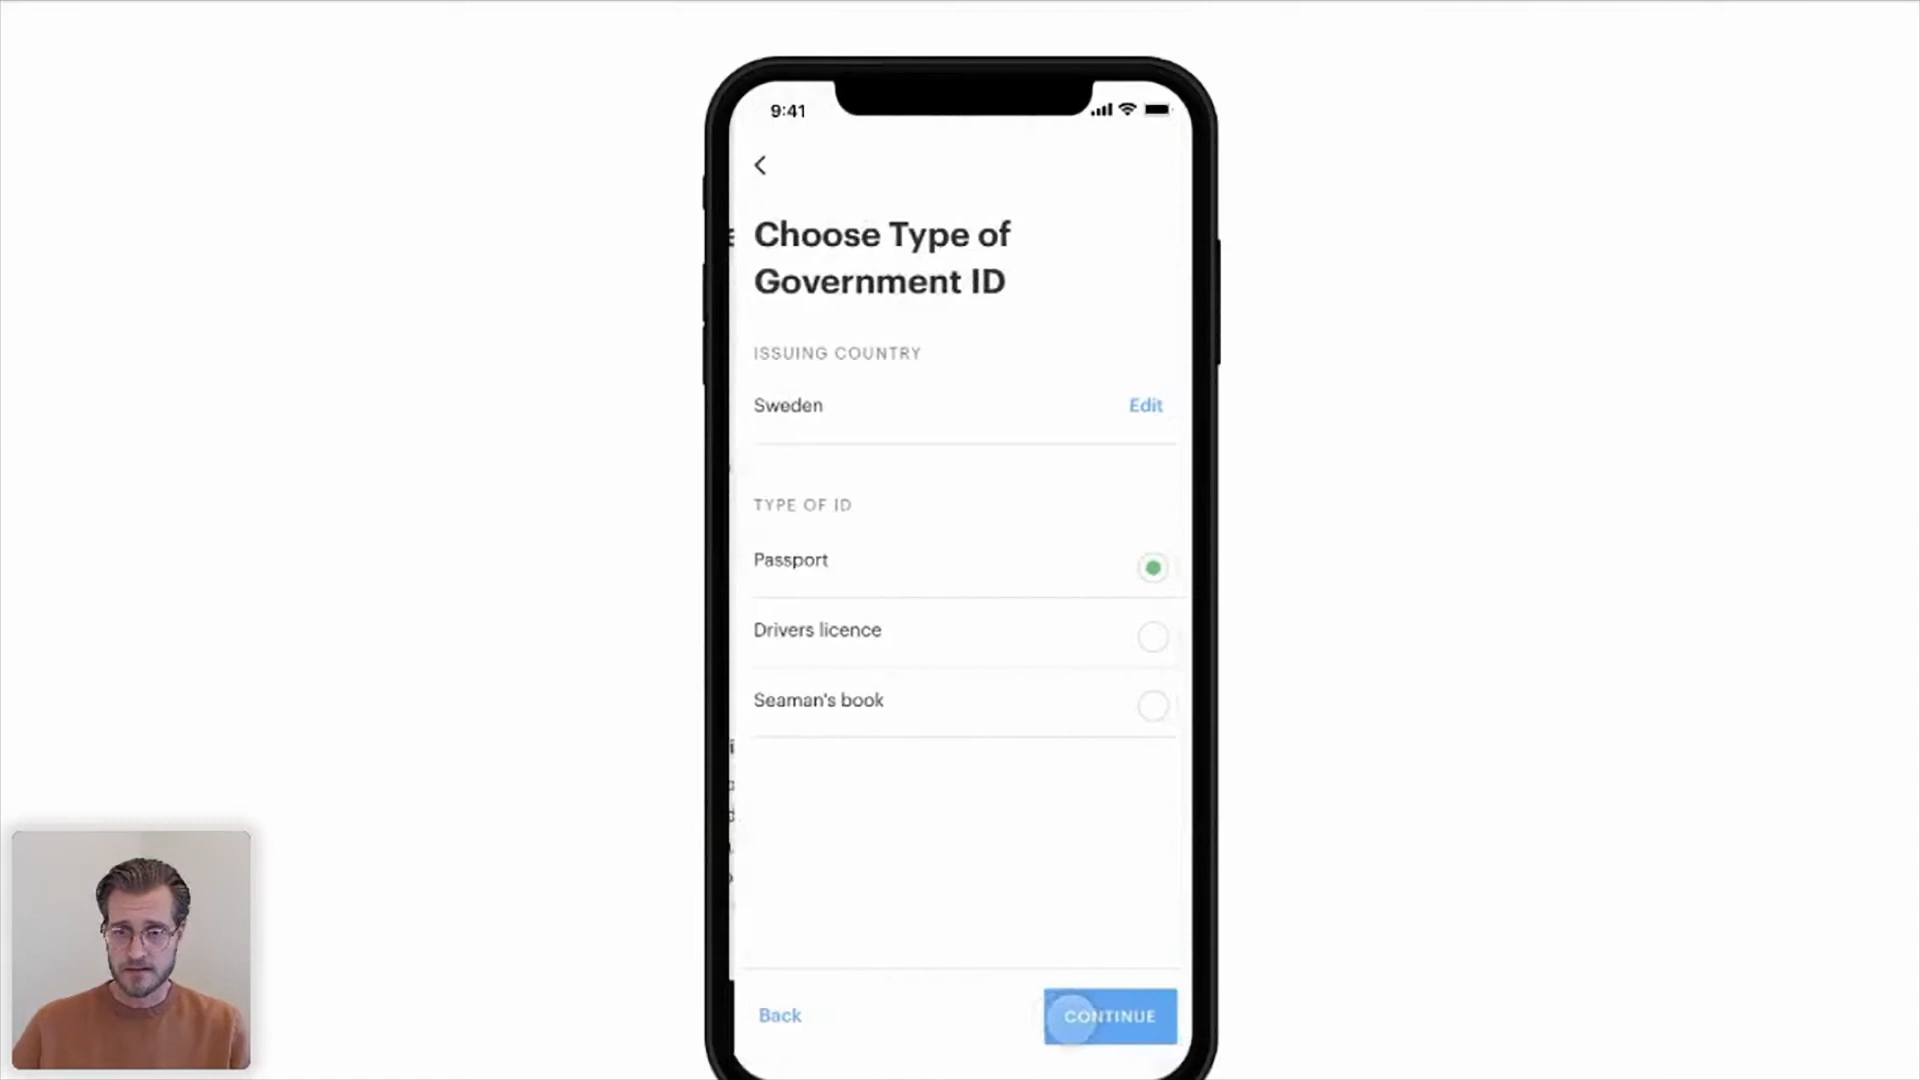 9:41
Choose Type of
Government ID
ISSUING COUNTRY
Sweden Edit
TYPE OF ID
Passport
Drivers licence
Seaman's book
Back CONTINUE